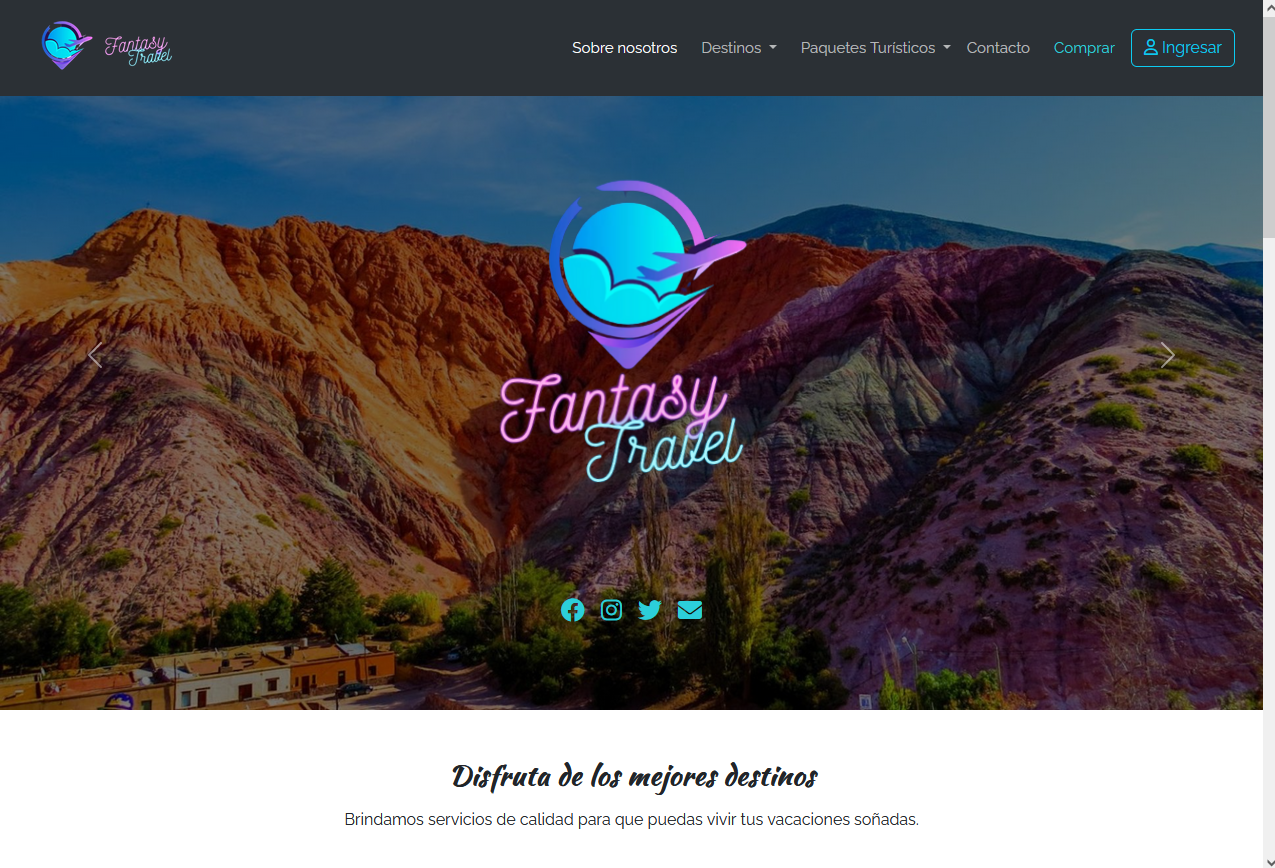 Fantasy
Travel
Sobre nosotros
Destinos
Paquetes Turísticos
Contacto
Comprar
Ingresar
Fantasy
Travel
Disfruta de los mejores destinos
Brindamos servicios de calidad para que puedas vivir tus vacaciones soñadas.